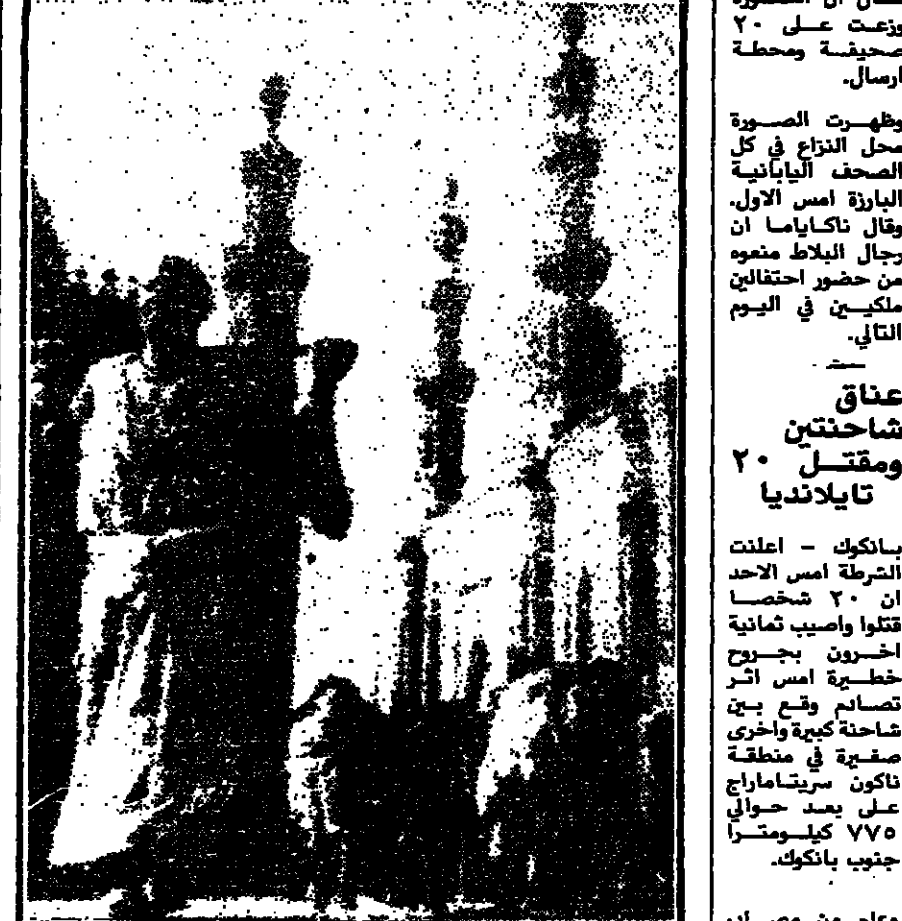 وزعت على ٢٠
صحيفة ومحطة
ارسال.
وظهرت الصورة
محل النزاع في كل
الصحف اليابانية
البارزة امس الاول.
وقال ناكاياما ان
رجال البلاط منعوه
من حضور احتفالين
ملكيين في اليوم
التالي.
عناق
شاحنتين
ومقتل ٢٠
تايلانديا
بانكوك – اعلنت
الشرطة امس الاحد
ان ٢٠ شخصا
قتلوا واصيب ثمانية
اخرون بجروح
خطيرة امس اثر
تصادم وقع بين
شاحنة كبيرة واخرى
صغيرة في منطقة
ناكون سريتاماراج
على بعد حوالي
٧٧٥ كيلومترا
جنوب بانكوك.